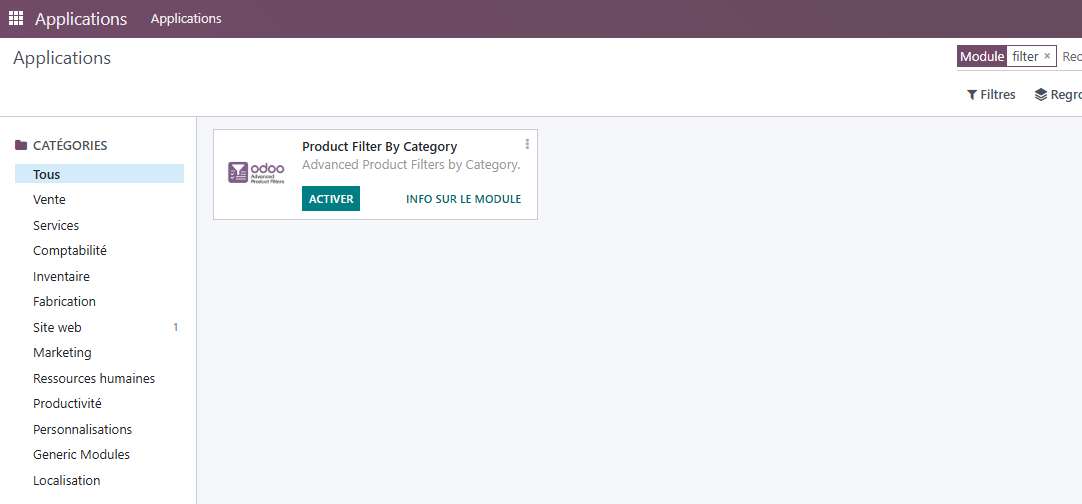 Applications Applications
Applications
Module filter ×
Filtres
CATÉGORIES
Tous
Vente
Services
Comptabilité
Inventaire
Fabrication
Site web 1
Marketing
Ressources humaines
Productivité
Personnalisations
Generic Modules
Localisation
odoo
Advanced
Product Filters
Product Filter By Category
Advanced Product Filters by Category.
ACTIVER INFO SUR LE MODULE